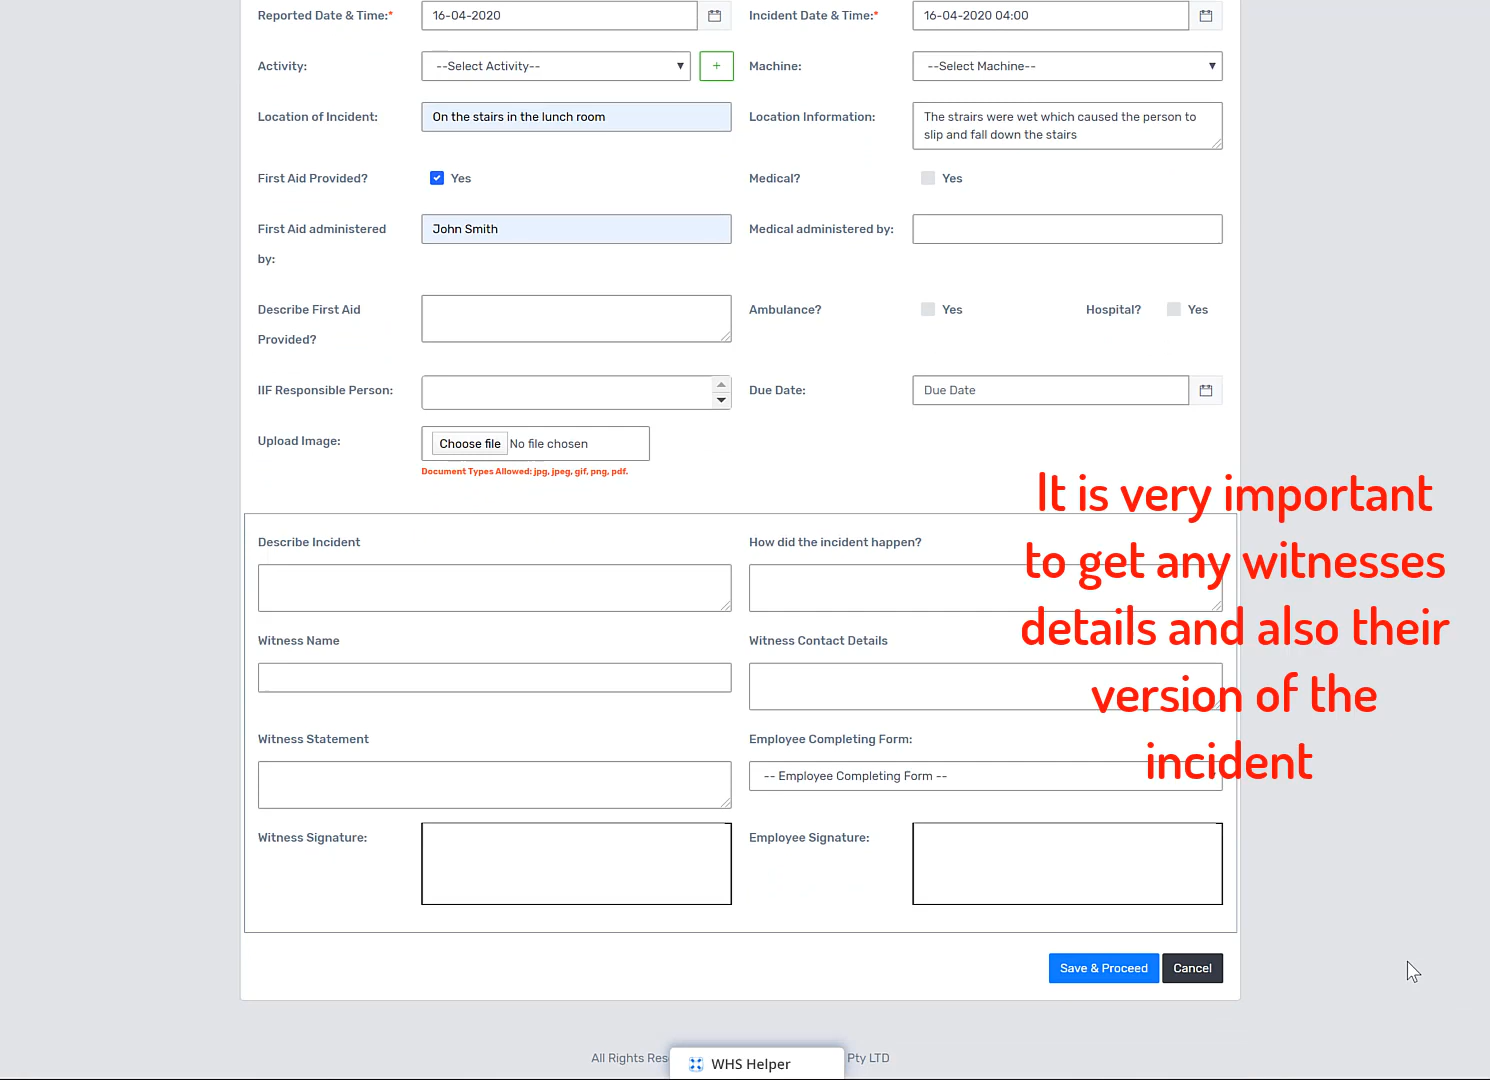 Reported Date & Time:* 16-04-2020 Incident Date & Time:* 16-04-2020 04:00
Activity: --Select Activity-- + Machine: --Select Machine--
Location of Incident: On the stairs in the lunch room Location Information: The strairs were wet which caused the person to
slip and fall down the stairs
First Aid Provided? Yes Medical? Yes
First Aid administered
by: John Smith Medical administered by:
Describe First Aid
Provided? Ambulance? Yes Hospital? Yes
IIF Responsible Person: Due Date: Due Date
Upload Image: Choose file No file chosen
Document Types Allowed: jpg, jpeg, gif, png, pdf.
It is very important
to get any witnesses
details and also their
version of the
incident
Describe Incident How did the incident happen?
Witness Name Witness Contact Details
Witness Statement Employee Completing Form:
-- Employee Completing Form --
Witness Signature: Employee Signature:
Save & Proceed Cancel
All Rights Res Pty LTD
WHS Helper